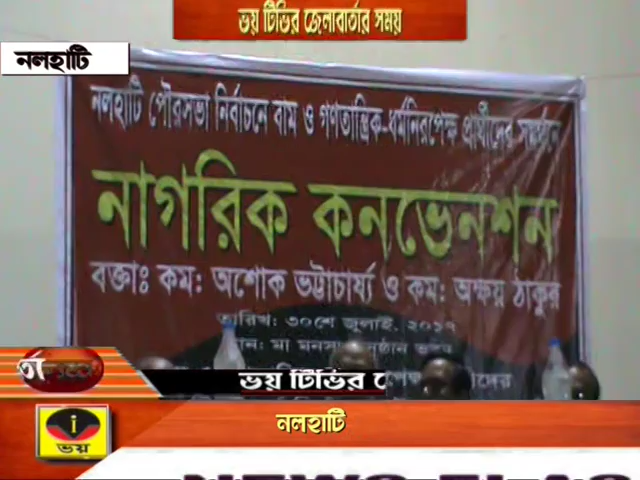 ভয় টিভির জেলাবার্তার সময়
নলহাটি
নলহাটি পৌরসভা নির্বাচনে বাম ও গণতান্ত্রিক-ধর্মনিরপেক্ষ প্রার্থীদের সমর্থনে
নাগরিক কনভেনশন
বক্তাঃ কম: অশোক ভট্টাচার্য্য ও কম: অক্ষয় ঠাকুর
তারিখ: ৩০শে জুলাই, ২০১৭
মা মনসা
ভয় টিভির
নলহাটি
ভয়